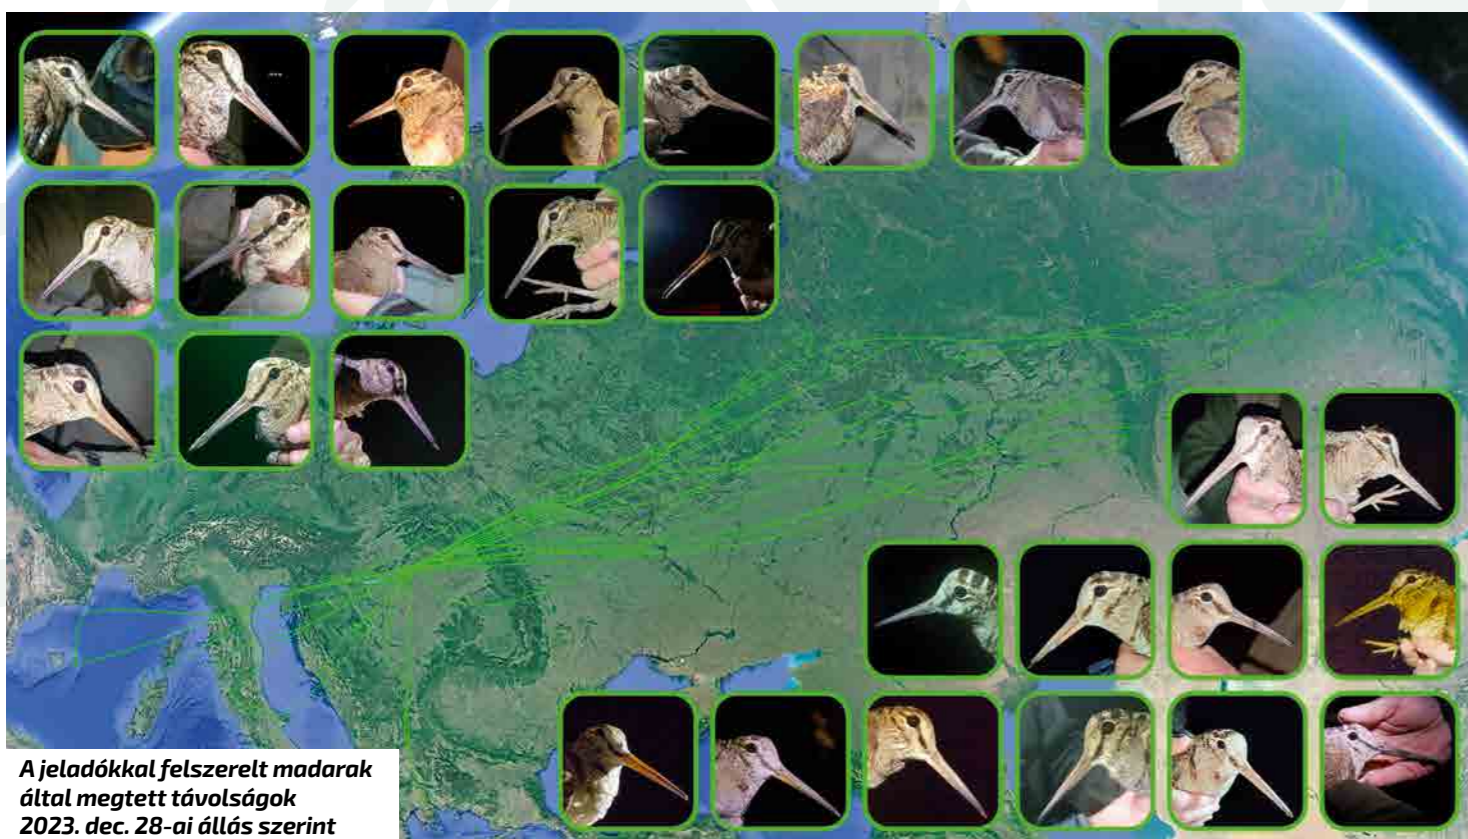 A jeladókkal felszerelt madarak
által megtett távolságok
2023. dec. 28-ai állás szerint